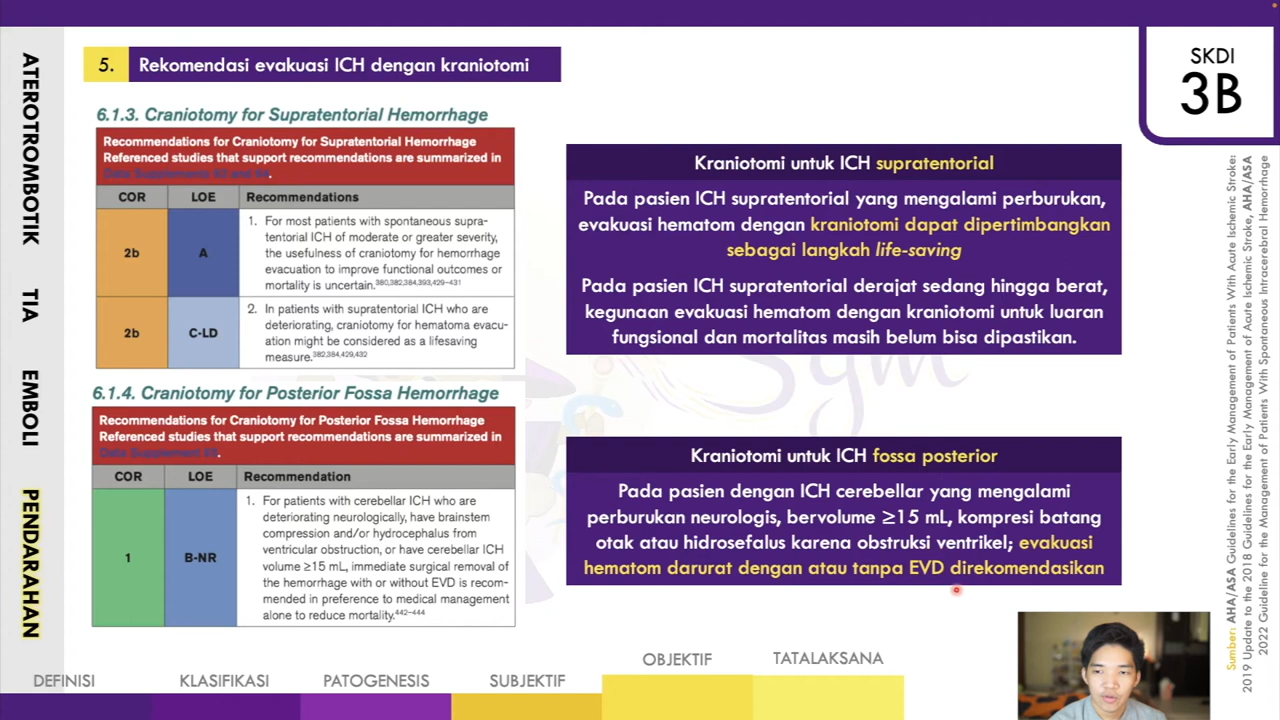 5.
Rekomendasi evakuasi ICH dengan kraniotomi
SKDI
3B
ATEROTROMBOTIK
TIA
EMBOLI
PENDARAHAN
6.1.3. Craniotomy for Supratentorial Hemorrhage
Recommendations for Craniotomy for Supratentorial Hemorrhage
Referenced studies that support recommendations are summarized in
COR
LOE
Recommendations
2b
A
1. For most patients with spontaneous supra-
tentorial ICH of moderate or greater severity,
the usefulness of craniotomy for hemorrhage
evacuation to improve functional outcomes or
mortality is uncertain.380,382,384,393,429–431
2b
C-LD
2. In patients with supratentorial ICH who are
deteriorating, craniotomy for hematoma evacu-
ation might be considered as a lifesaving
measure.382,384,429,432
6.1.4. Craniotomy for Posterior Fossa Hemorrhage
Recommendations for Craniotomy for Posterior Fossa Hemorrhage
Referenced studies that support recommendations are summarized in
COR
LOE
Recommendation
1
B-NR
1. For patients with cerebellar ICH who are
deteriorating neurologically, have brainstem
compression and/or hydrocephalus from
ventricular obstruction, or have cerebellar ICH
volume ≥15 mL, immediate surgical removal of
the hemorrhage with or without EVD is recom-
mended in preference to medical management
alone to reduce mortality.442–444
Kraniotomi untuk ICH supratentorial
Pada pasien ICH supratentorial yang mengalami perburukan,
evakuasi hematom dengan kraniotomi dapat dipertimbangkan
sebagai langkah life-saving
Pada pasien ICH supratentorial derajat sedang hingga berat,
kegunaan evakuasi hematom dengan kraniotomi untuk luaran
fungsional dan mortalitas masih belum bisa dipastikan.
Sym
Kraniotomi untuk ICH fossa posterior
Pada pasien dengan ICH cerebellar yang mengalami
perburukan neurologis, bervolume ≥15 mL, kompresi batang
otak atau hidrosefalus karena obstruksi ventrikel; evakuasi
hematom darurat dengan atau tanpa EVD direkomendasikan
Sumber: AHA/ASA Guidelines for the Early Management of Patients With Acute Ischemic Stroke:
2019 Update to the 2018 Guidelines for the Early Management of Acute Ischemic Stroke, AHA/ASA
2022 Guideline for the Management of Patients With Spontaneous Intracerebral Hemorrhage
DEFINISI
KLASIFIKASI
PATOGENESIS
SUBJEKTIF
OBJEKTIF
TATALAKSANA